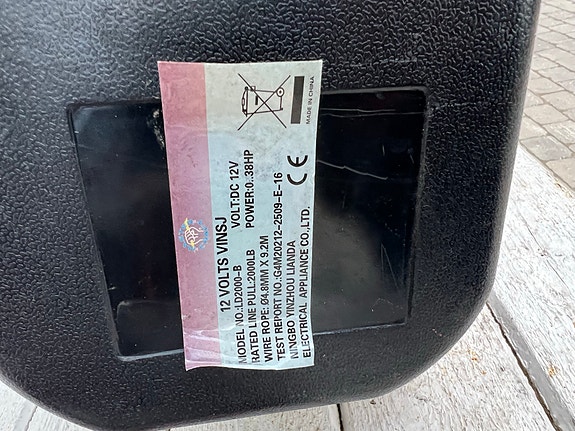 12 VOLTS VINSJ
MODEL NO.:LD2000-B VOLT:DC 12V
RATED LINE PULL:2000LB POWER:0..38HP
WIRE ROPE: Ø4.8MM X 9.2M
TEST REPORT NO.:G4M20212-2509-E-16
NINGBO YINZHOU LIANDA
ELECTRICAL APPLIANCE CO.,LTD.
CE
MADE IN CHINA